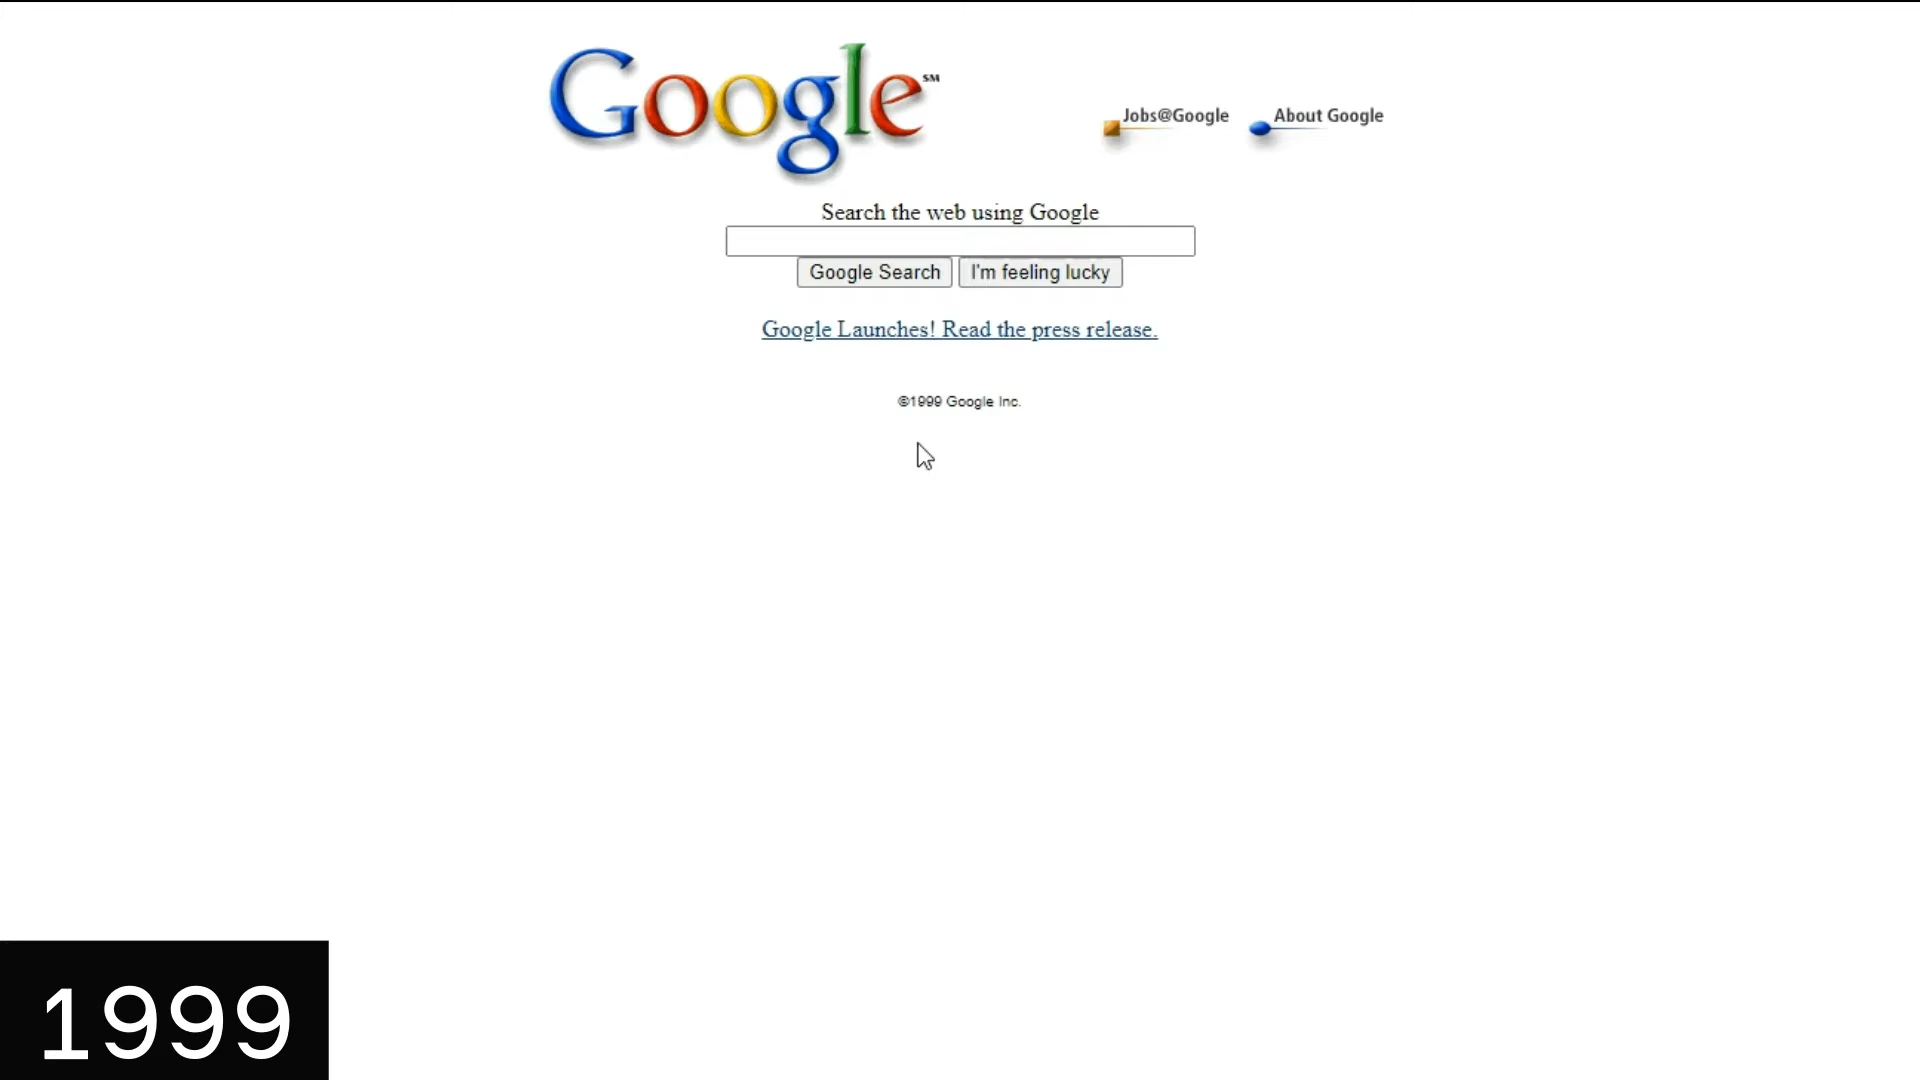 Google℠
Jobs@Google About Google
Search the web using Google
Google Search I'm feeling lucky
Google Launches! Read the press release.
©1999 Google Inc.
1999